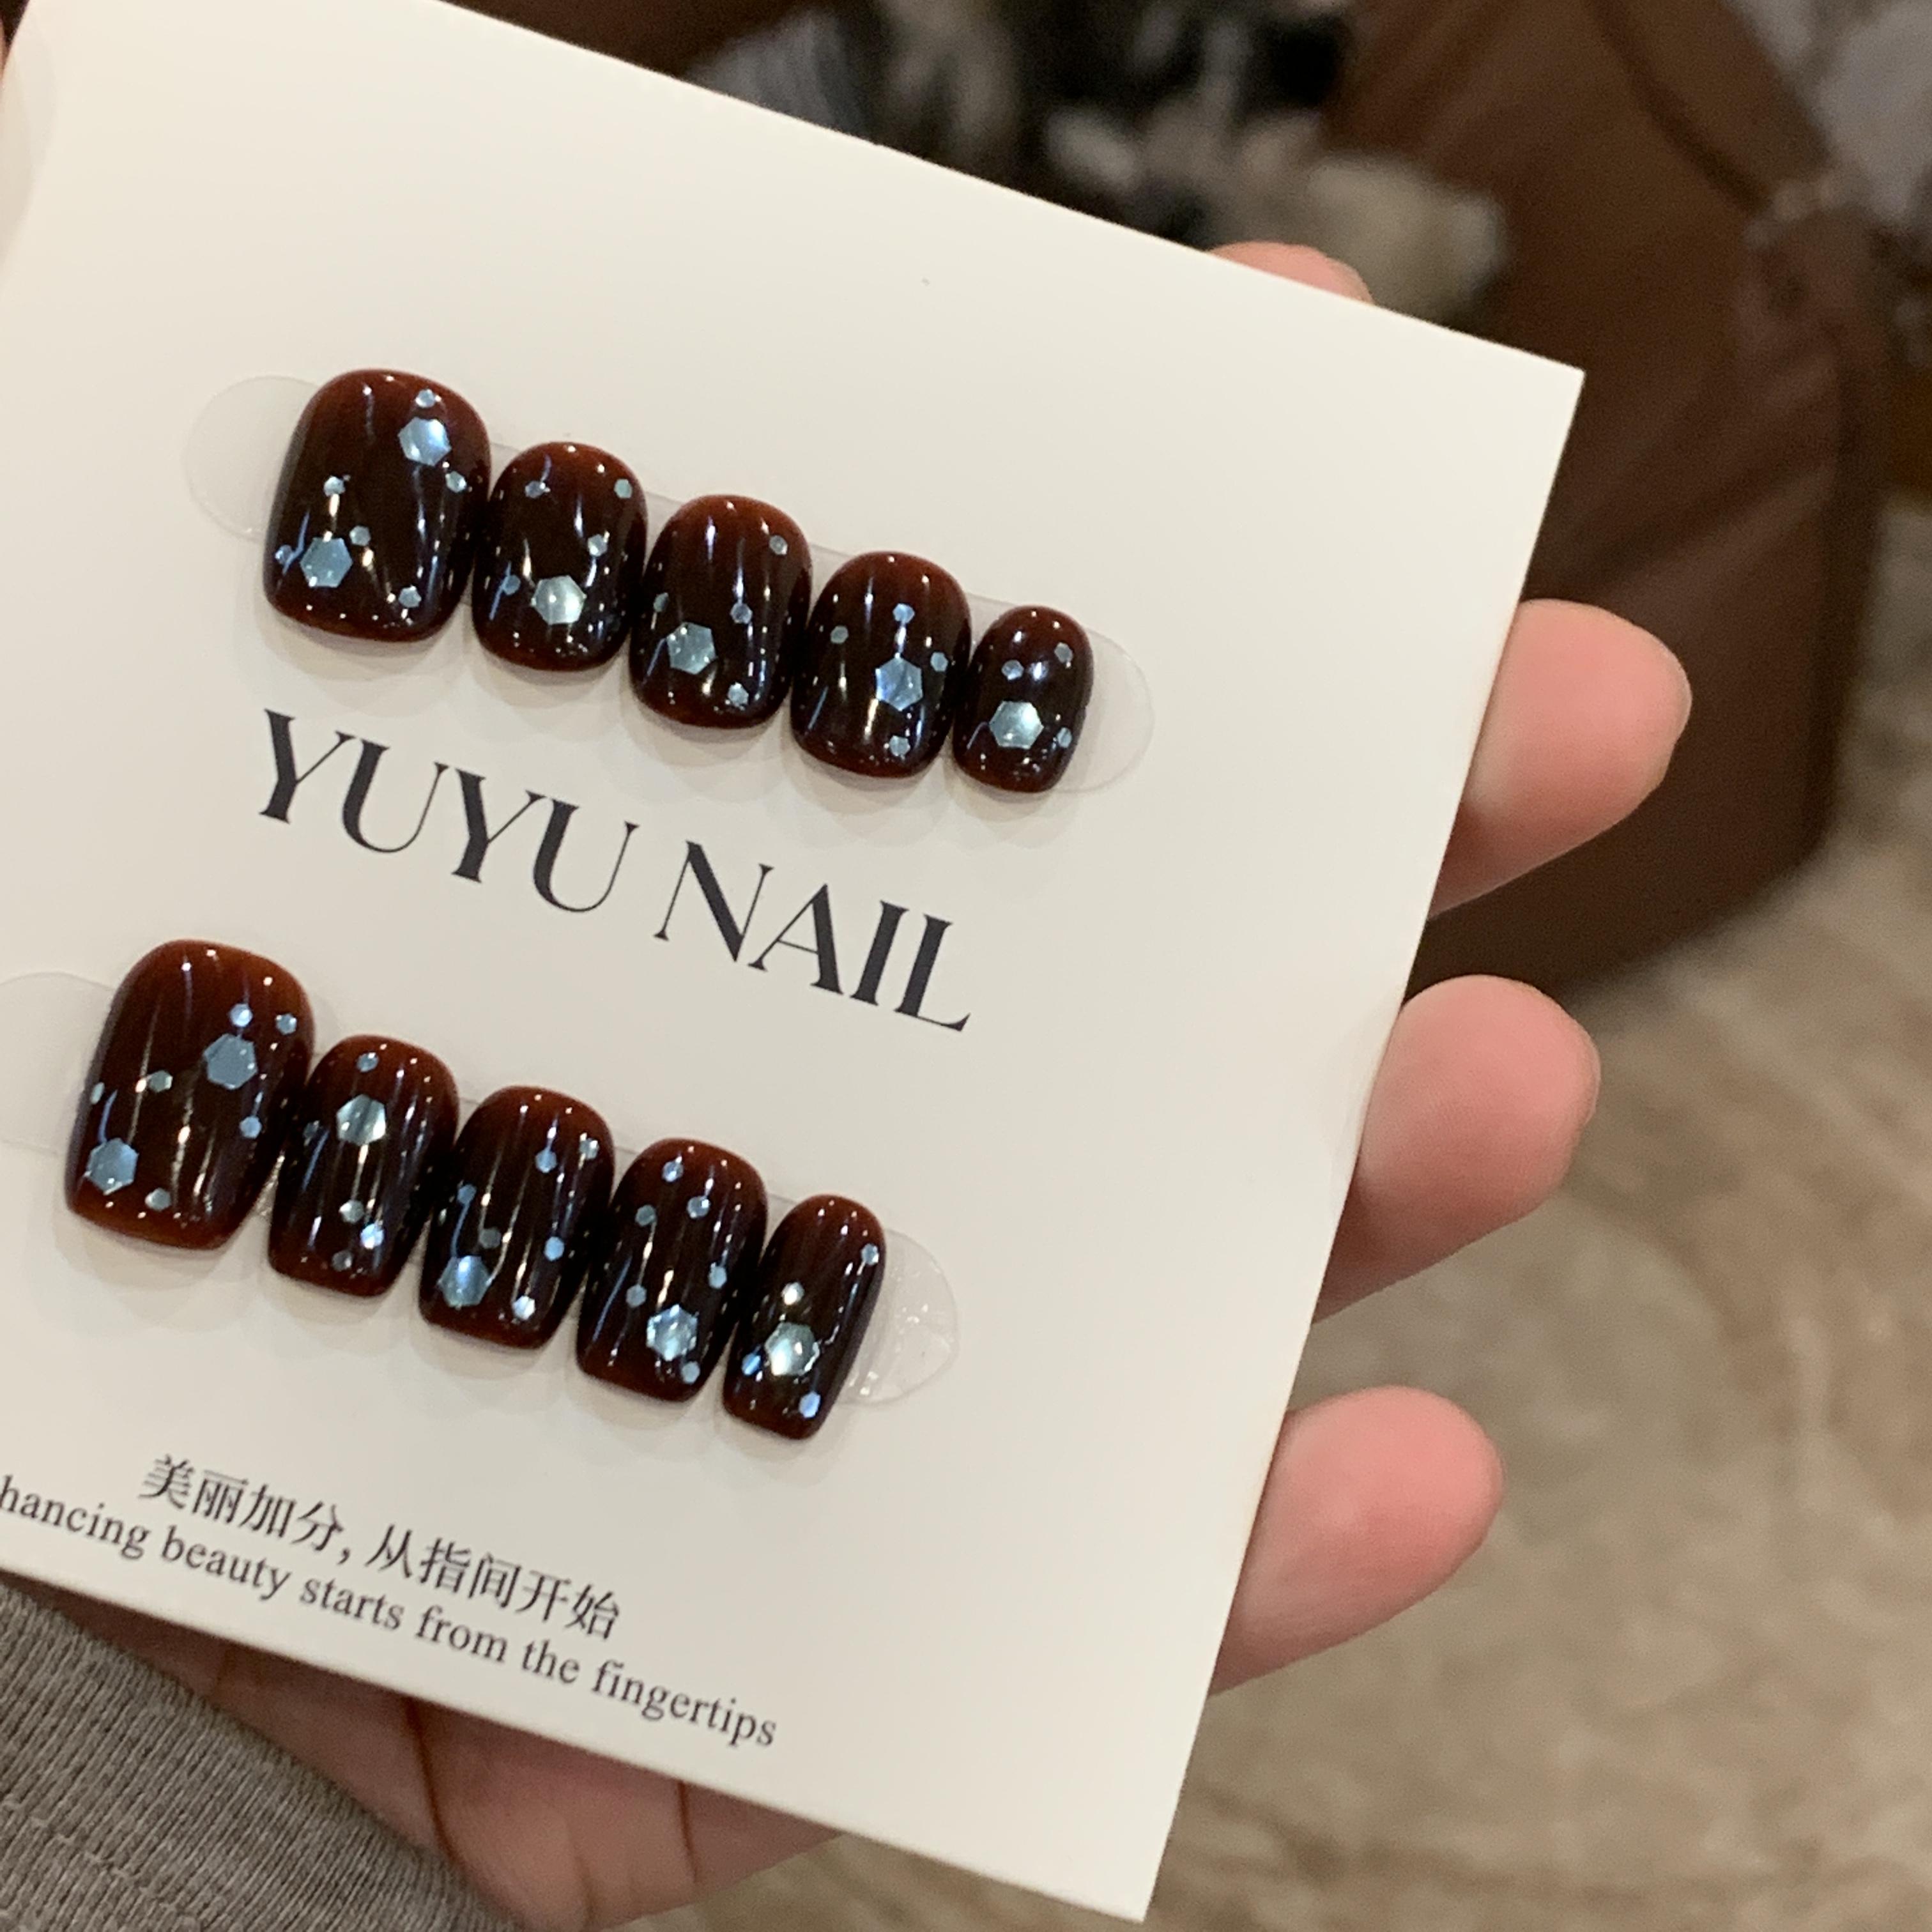 YUYU NAIL
美丽加分, 从指间开始
hancing beauty starts from the fingertips